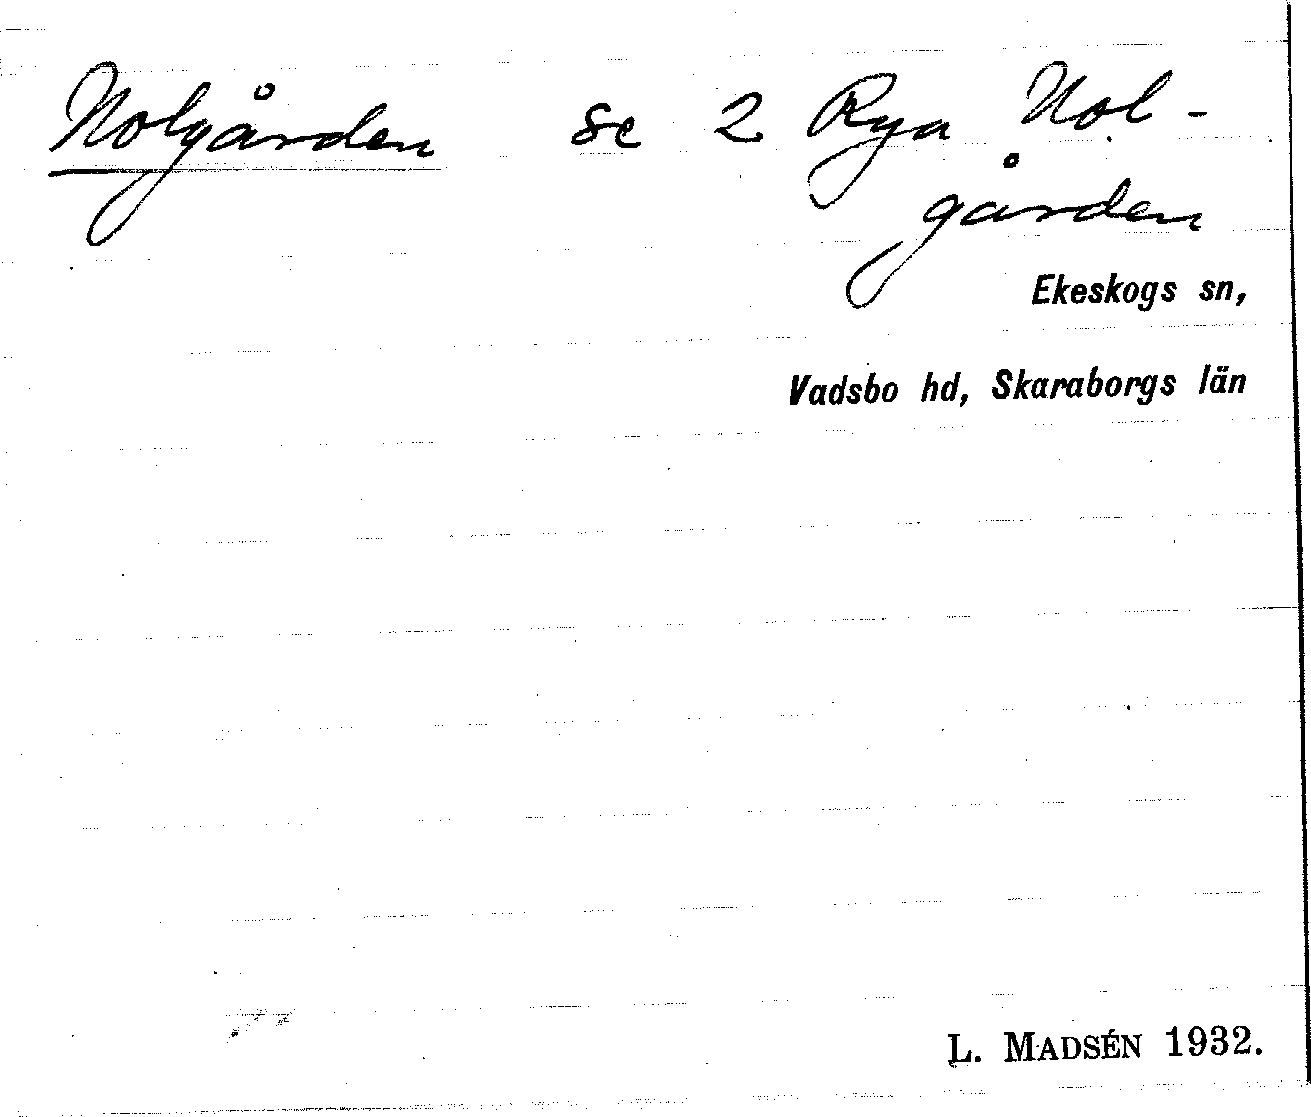 Nolgården se 2 Rya Nol-
gården
Ekeskogs sn,
Vadsbo hd, Skaraborgs län
L. MADSÉN 1932.